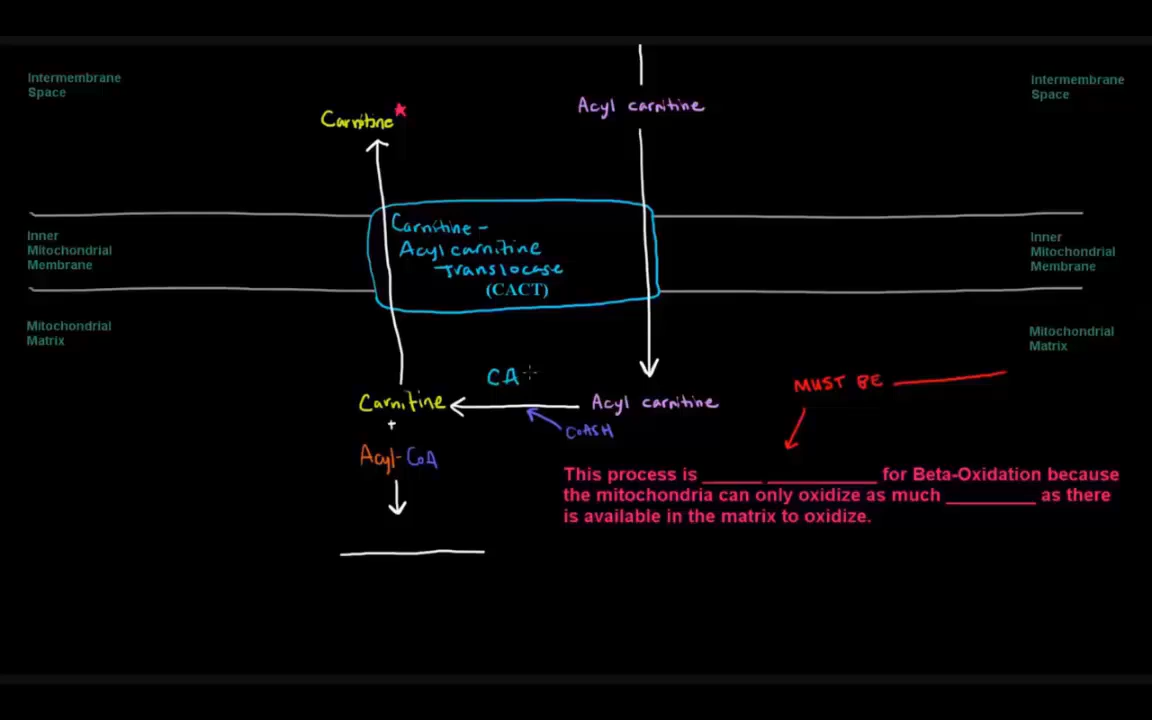 Intermembrane
Space
Intermembrane
Space
Acyl carnitine
Carnitine*
Carnitine-
Acyl carnitine
translocase
(CACT)
Inner
Mitochondrial
Membrane
Inner
Mitochondrial
Membrane
Mitochondrial
Matrix
Mitochondrial
Matrix
CA
MUST BE ________
Carnitine
Acyl carnitine
CoASH
+
Acyl-CoA
This process is ______ ___________ for Beta-Oxidation because
the mitochondria can only oxidize as much _________ as there
is available in the matrix to oxidize.